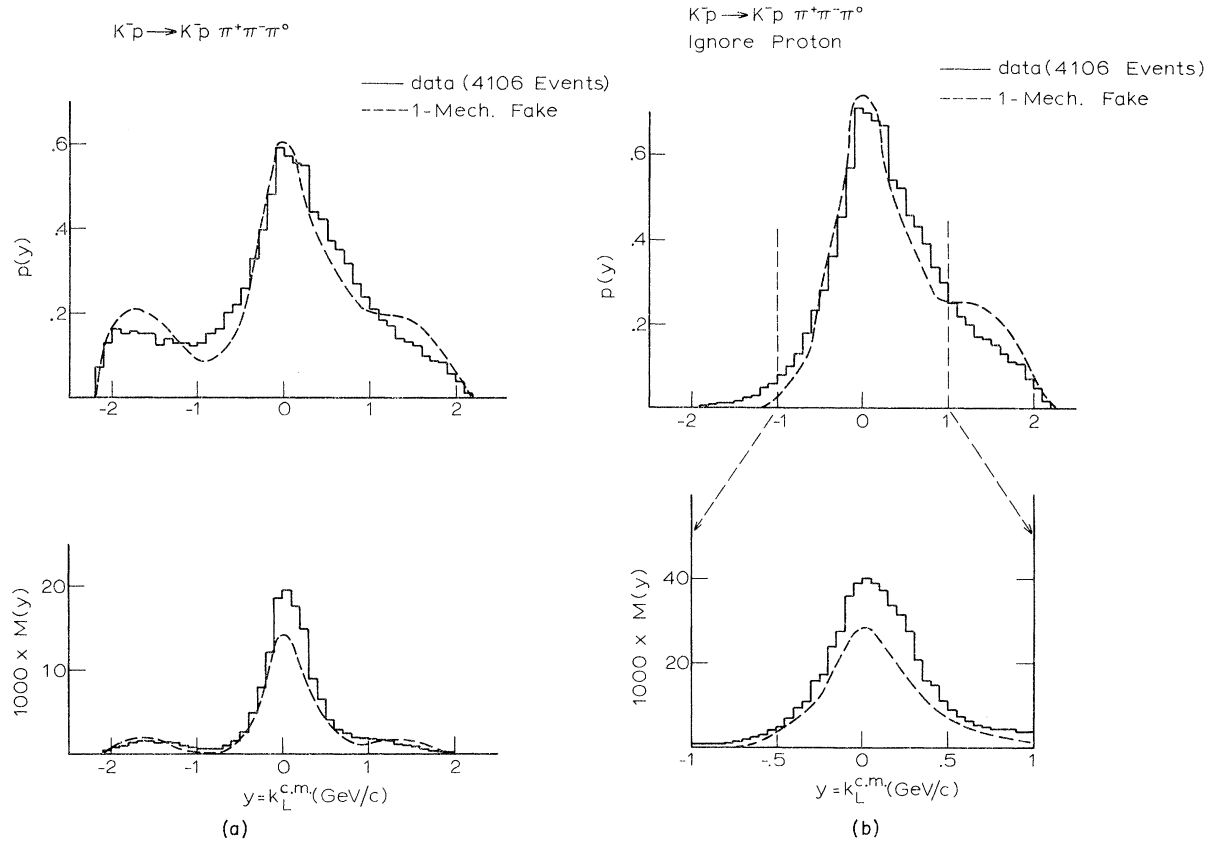 K⁻p → K⁻p π⁺π⁻π⁰
data (4106 Events)
1-Mech. Fake
.6
.4
.2
p(y)
-2 -1 0 1 2
20
10
1000 x M(y)
-2 -1 0 1 2
y = k_L^c.m. (GeV/c)
(a)
K⁻p → K⁻p π⁺π⁻π⁰
Ignore Proton
data (4106 Events)
1-Mech. Fake
.6
.4
.2
p(y)
-2 -1 0 1 2
40
20
1000 x M(y)
-1 -.5 0 .5 1
y = k_L^c.m. (GeV/c)
(b)